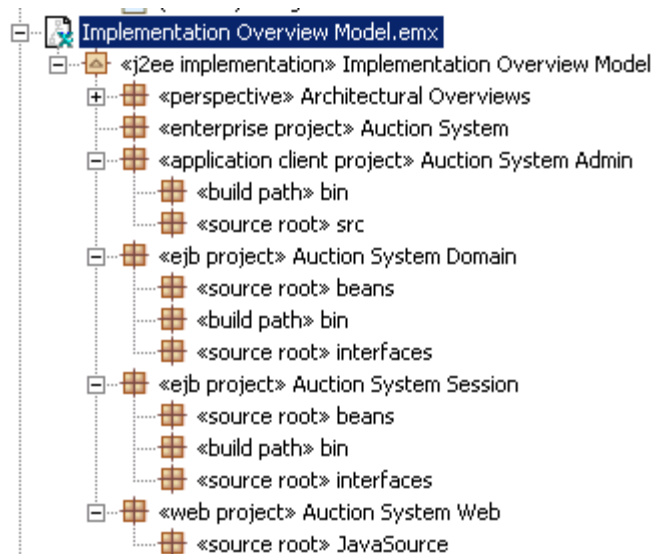 Implementation Overview Model.emx
«j2ee implementation» Implementation Overview Model
«perspective» Architectural Overviews
«enterprise project» Auction System
«application client project» Auction System Admin
«build path» bin
«source root» src
«ejb project» Auction System Domain
«source root» beans
«build path» bin
«source root» interfaces
«ejb project» Auction System Session
«source root» beans
«build path» bin
«source root» interfaces
«web project» Auction System Web
«source root» JavaSource